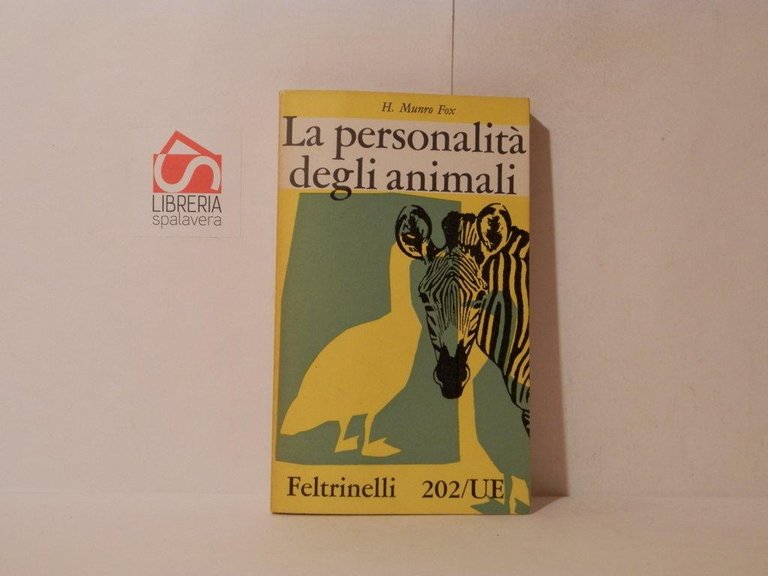 H. Munro Fox
La personalità
degli animali
LIBRERIA
spalavera
Feltrinelli 202/UE